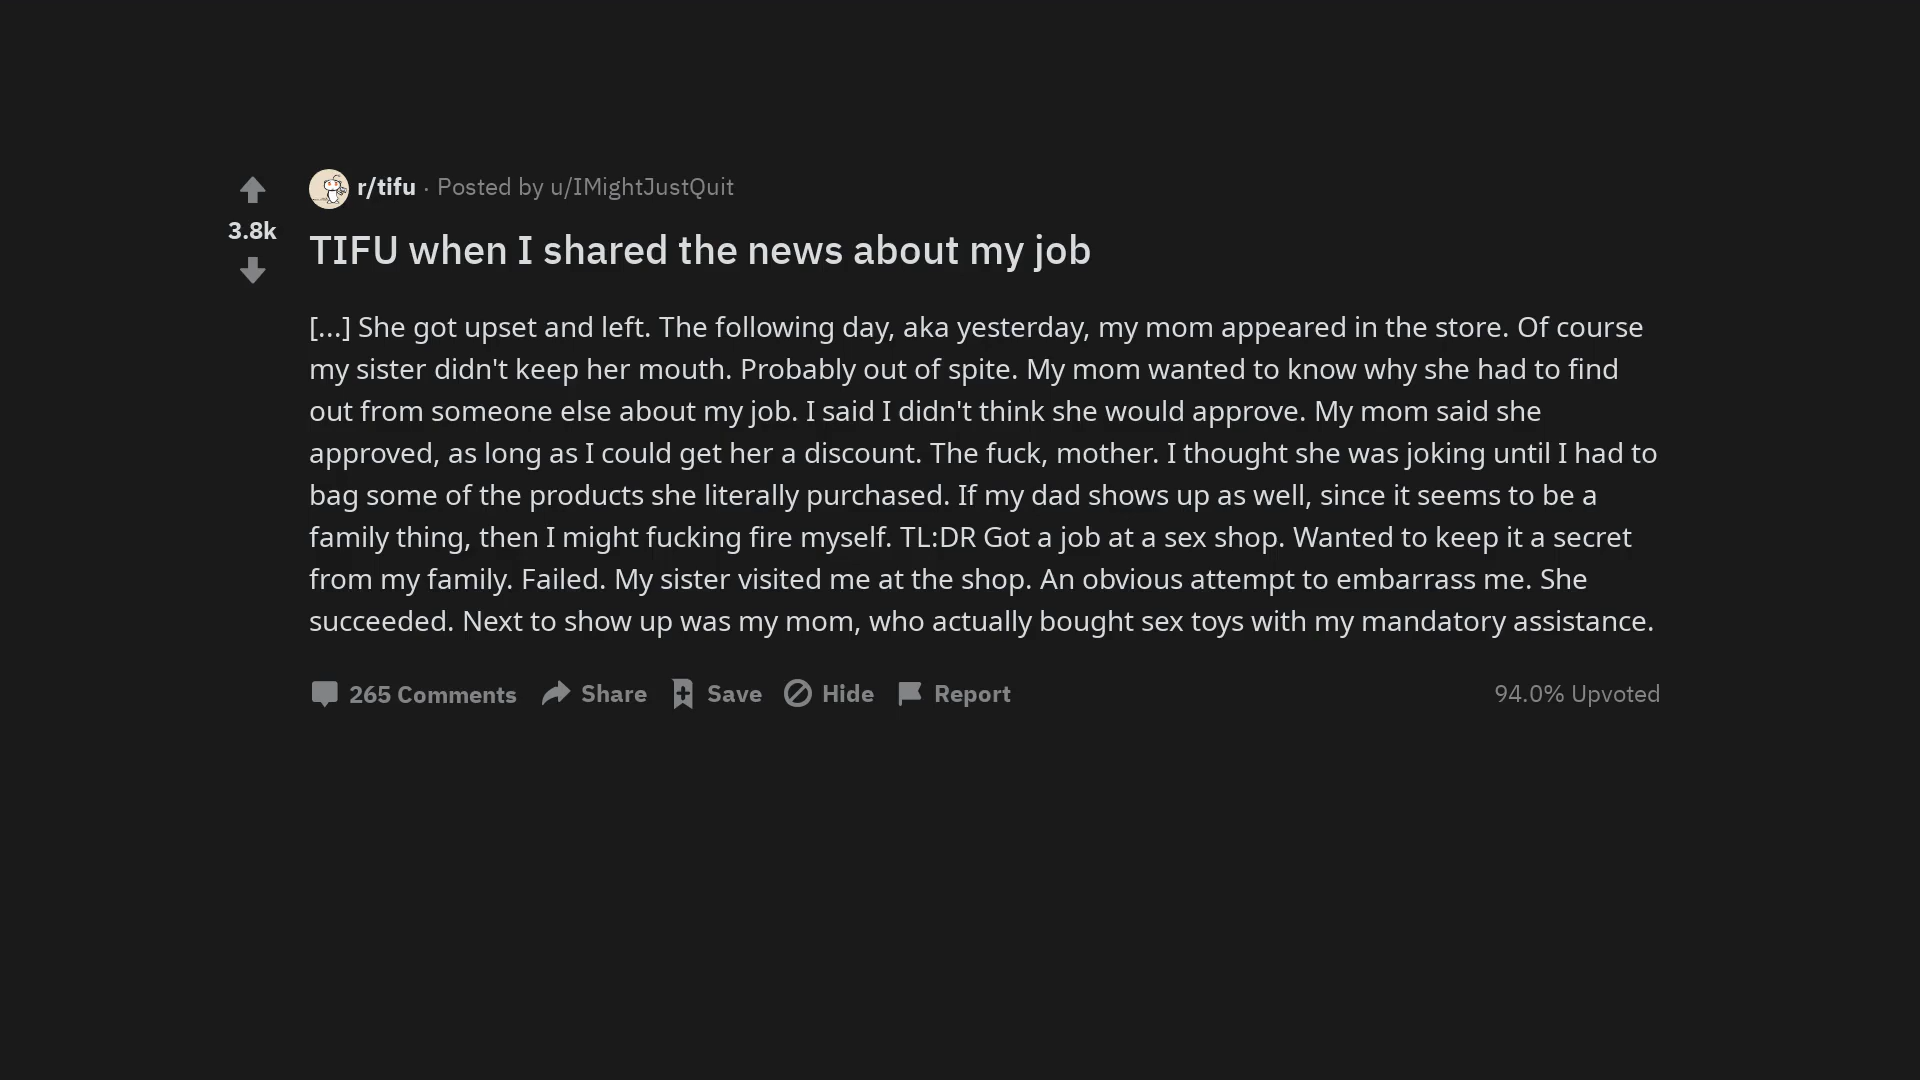 r/tifu · Posted by u/IMightJustQuit
3.8k
TIFU when I shared the news about my job
[...] She got upset and left. The following day, aka yesterday, my mom appeared in the store. Of course
my sister didn't keep her mouth. Probably out of spite. My mom wanted to know why she had to find
out from someone else about my job. I said I didn't think she would approve. My mom said she
approved, as long as I could get her a discount. The fuck, mother. I thought she was joking until I had to
bag some of the products she literally purchased. If my dad shows up as well, since it seems to be a
family thing, then I might fucking fire myself. TL:DR Got a job at a sex shop. Wanted to keep it a secret
from my family. Failed. My sister visited me at the shop. An obvious attempt to embarrass me. She
succeeded. Next to show up was my mom, who actually bought sex toys with my mandatory assistance.
265 Comments Share Save Hide Report 94.0% Upvoted